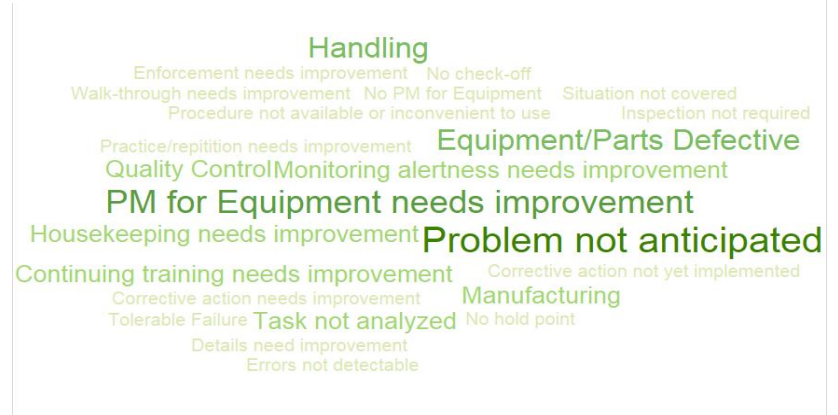 Handling
Enforcement needs improvement No check-off
Walk-through needs improvement No PM for Equipment Situation not covered
Procedure not available or inconvenient to use Inspection not required
Practice/repitition needs improvement Equipment/Parts Defective
Quality Control Monitoring alertness needs improvement
PM for Equipment needs improvement
Housekeeping needs improvement Problem not anticipated
Continuing training needs improvement Corrective action not yet implemented
Corrective action needs improvement Manufacturing
Tolerable Failure Task not analyzed No hold point
Details need improvement
Errors not detectable